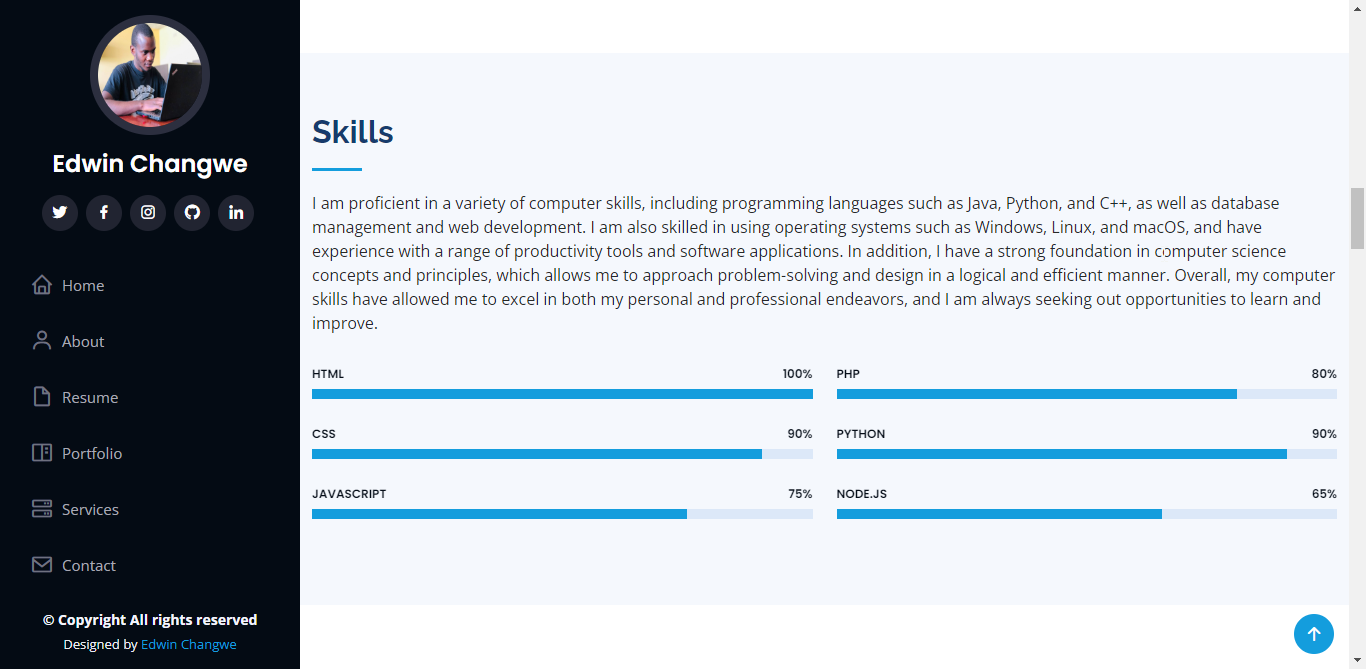 Edwin Changwe
Home
About
Resume
Portfolio
Services
Contact
© Copyright All rights reserved
Designed by Edwin Changwe
Skills
I am proficient in a variety of computer skills, including programming languages such as Java, Python, and C++, as well as database
management and web development. I am also skilled in using operating systems such as Windows, Linux, and macOS, and have
experience with a range of productivity tools and software applications. In addition, I have a strong foundation in computer science
concepts and principles, which allows me to approach problem-solving and design in a logical and efficient manner. Overall, my computer
skills have allowed me to excel in both my personal and professional endeavors, and I am always seeking out opportunities to learn and
improve.
HTML 100%
PHP 80%
CSS 90%
PYTHON 90%
JAVASCRIPT 75%
NODE.JS 65%